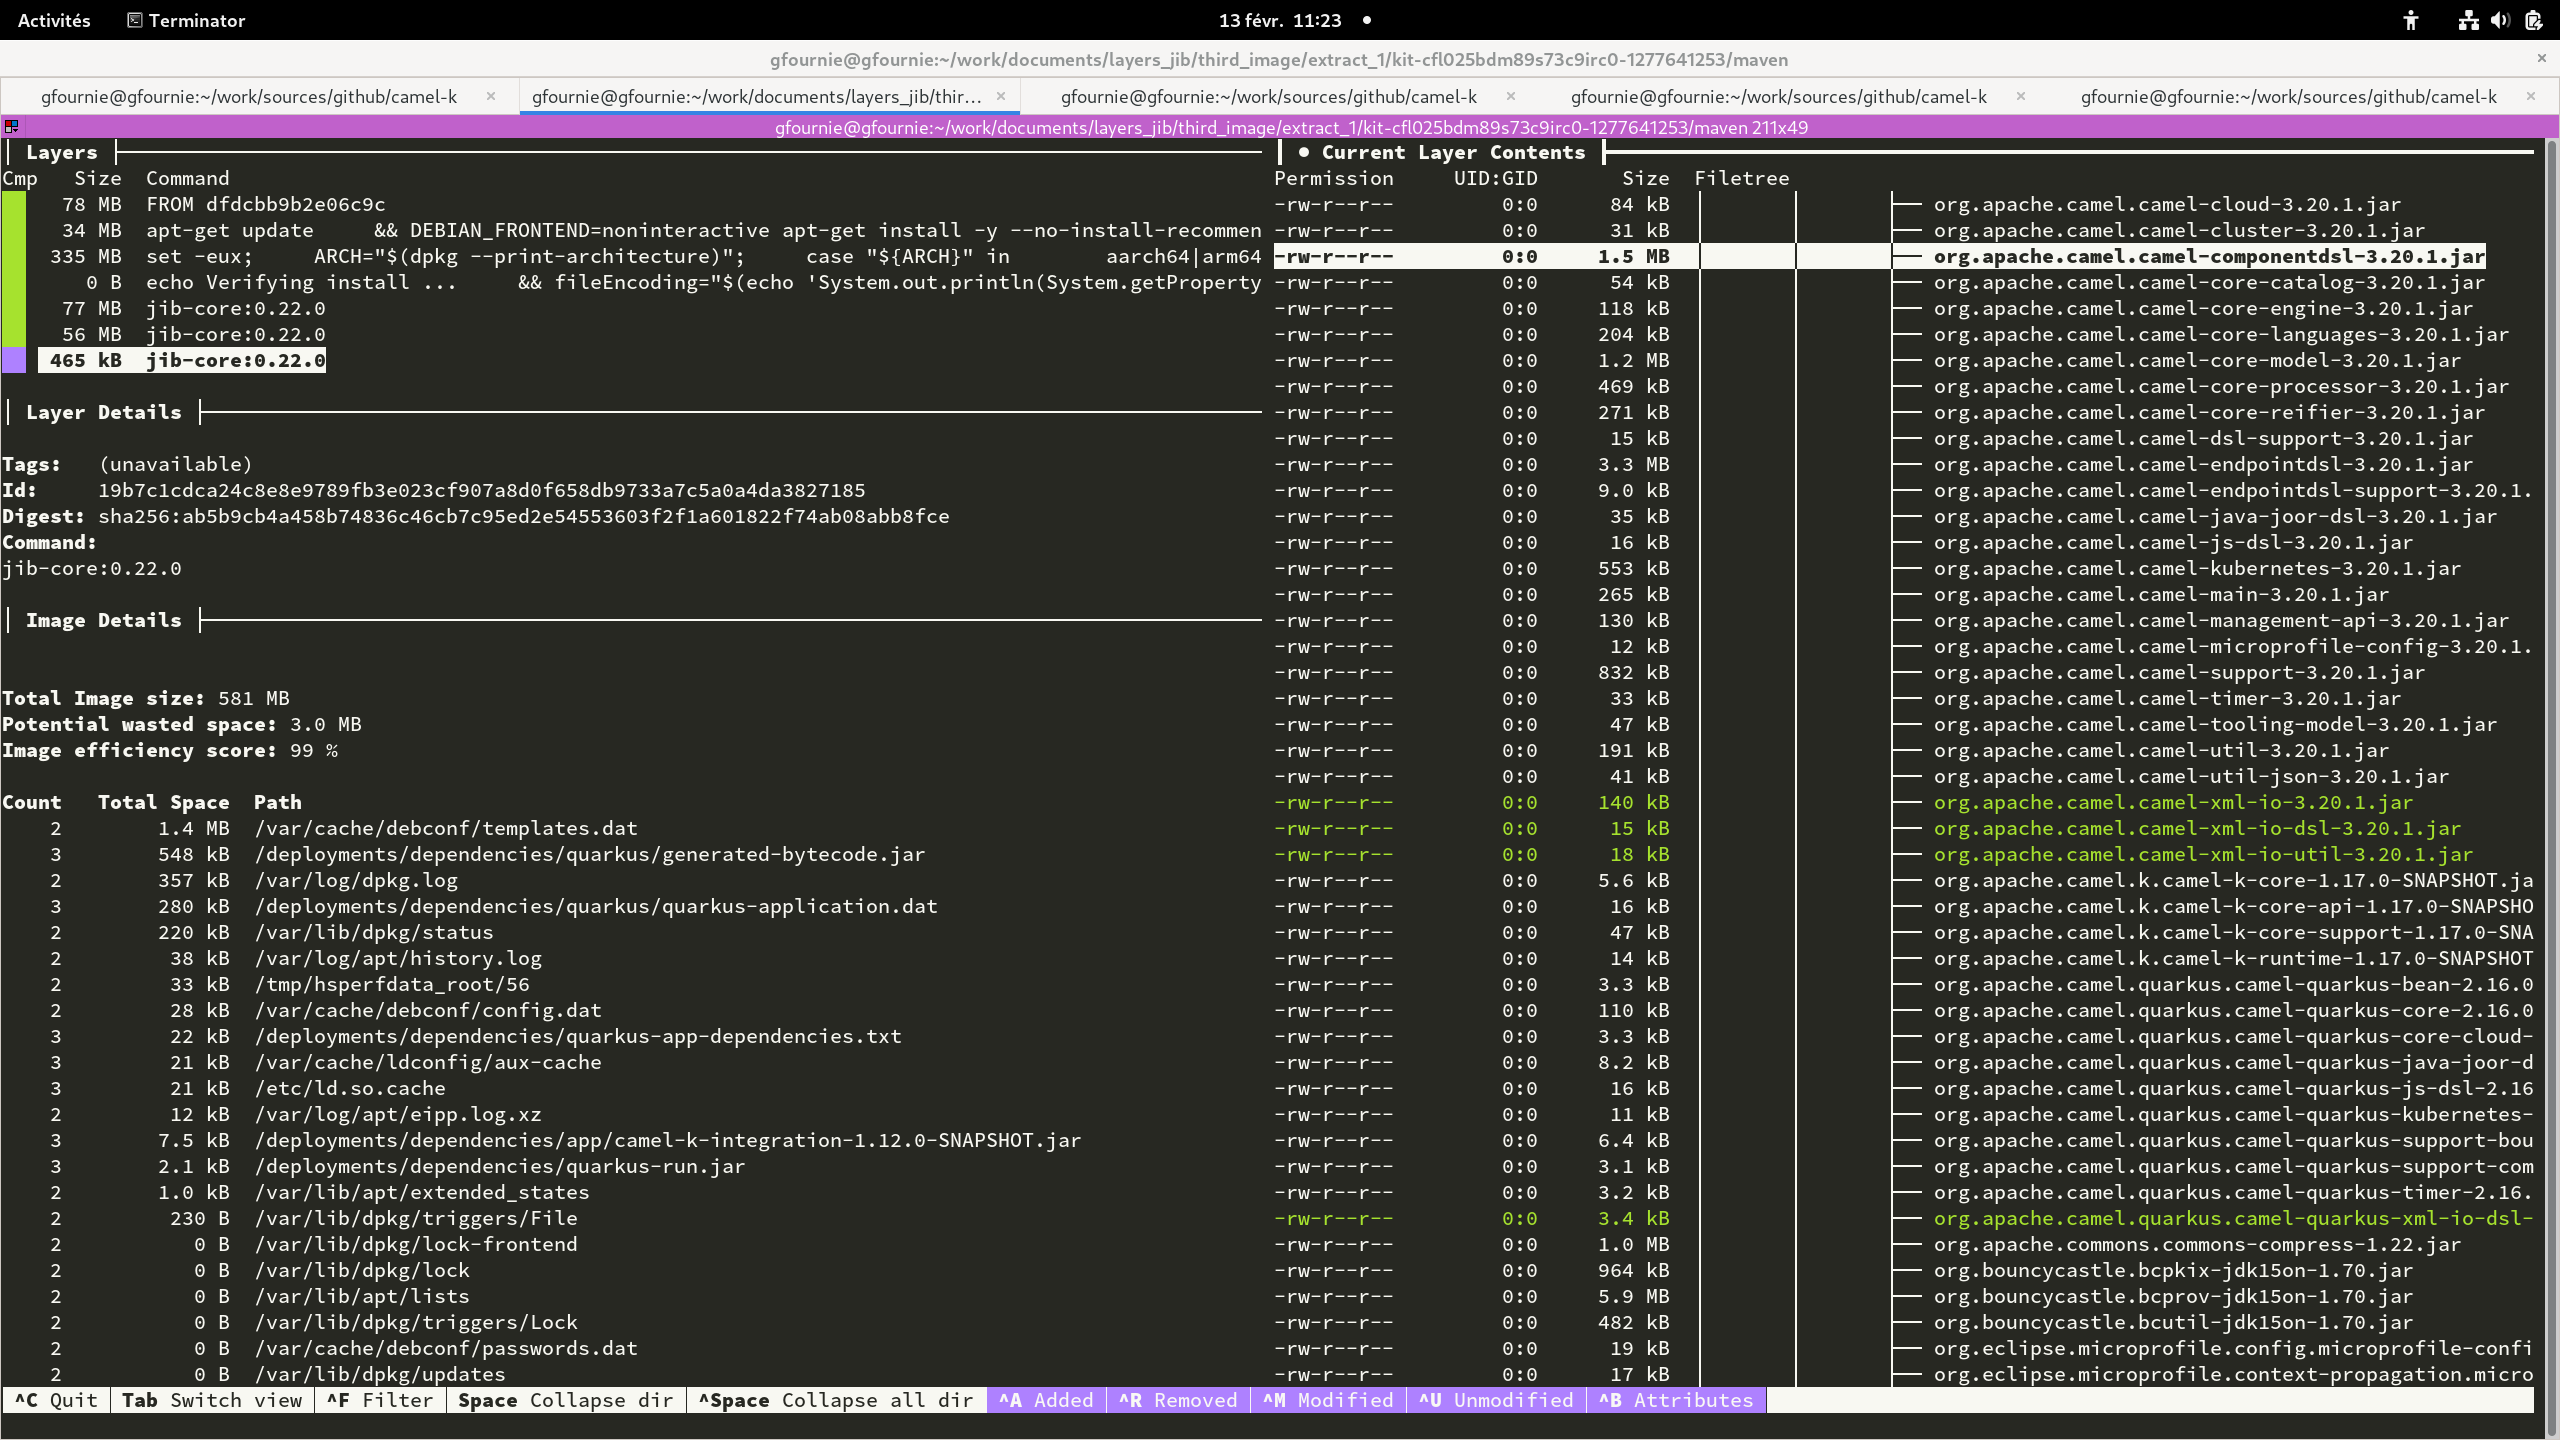 Activités
Terminator
13 févr. 11:23
gfournie@gfournie:~/work/documents/layers_jib/third_image/extract_1/kit-cfl025bdm89s73c9irc0-1277641253/maven
gfournie@gfournie:~/work/sources/github/camel-k
gfournie@gfournie:~/work/documents/layers_jib/thir...
gfournie@gfournie:~/work/sources/github/camel-k
gfournie@gfournie:~/work/sources/github/camel-k
gfournie@gfournie:~/work/sources/github/camel-k
gfournie@gfournie:~/work/documents/layers_jib/third_image/extract_1/kit-cfl025bdm89s73c9irc0-1277641253/maven 211x49
Layers
Cmp Size Command
78 MB FROM dfdcbb9b2e06c9c
34 MB apt-get update && DEBIAN_FRONTEND=noninteractive apt-get install -y --no-install-recommen
335 MB set -eux; ARCH="$(dpkg --print-architecture)"; case "${ARCH}" in aarch64|arm64
0 B echo Verifying install ... && fileEncoding="$(echo 'System.out.println(System.getProperty
77 MB jib-core:0.22.0
56 MB jib-core:0.22.0
465 kB jib-core:0.22.0
Layer Details
Tags: (unavailable)
Id: 19b7c1cdca24c8e8e9789fb3e023cf907a8d0f658db9733a7c5a0a4da3827185
Digest: sha256:ab5b9cb4a458b74836c46cb7c95ed2e54553603f2f1a601822f74ab08abb8fce
Command:
jib-core:0.22.0
Image Details
Total Image size: 581 MB
Potential wasted space: 3.0 MB
Image efficiency score: 99 %
Count Total Space Path
2 1.4 MB /var/cache/debconf/templates.dat
3 548 kB /deployments/dependencies/quarkus/generated-bytecode.jar
2 357 kB /var/log/dpkg.log
3 280 kB /deployments/dependencies/quarkus/quarkus-application.dat
2 220 kB /var/lib/dpkg/status
2 38 kB /var/log/apt/history.log
2 33 kB /tmp/hsperfdata_root/56
2 28 kB /var/cache/debconf/config.dat
3 22 kB /deployments/dependencies/quarkus-app-dependencies.txt
3 21 kB /var/cache/ldconfig/aux-cache
3 21 kB /etc/ld.so.cache
2 12 kB /var/log/apt/eipp.log.xz
3 7.5 kB /deployments/dependencies/app/camel-k-integration-1.12.0-SNAPSHOT.jar
3 2.1 kB /deployments/dependencies/quarkus-run.jar
2 1.0 kB /var/lib/apt/extended_states
2 230 B /var/lib/dpkg/triggers/File
2 0 B /var/lib/dpkg/lock-frontend
2 0 B /var/lib/dpkg/lock
2 0 B /var/lib/apt/lists
2 0 B /var/lib/dpkg/triggers/Lock
2 0 B /var/cache/debconf/passwords.dat
2 0 B /var/lib/dpkg/updates
● Current Layer Contents
Permission UID:GID Size Filetree
-rw-r--r-- 0:0 84 kB org.apache.camel.camel-cloud-3.20.1.jar
-rw-r--r-- 0:0 31 kB org.apache.camel.camel-cluster-3.20.1.jar
-rw-r--r-- 0:0 1.5 MB org.apache.camel.camel-componentdsl-3.20.1.jar
-rw-r--r-- 0:0 54 kB org.apache.camel.camel-core-catalog-3.20.1.jar
-rw-r--r-- 0:0 118 kB org.apache.camel.camel-core-engine-3.20.1.jar
-rw-r--r-- 0:0 204 kB org.apache.camel.camel-core-languages-3.20.1.jar
-rw-r--r-- 0:0 1.2 MB org.apache.camel.camel-core-model-3.20.1.jar
-rw-r--r-- 0:0 469 kB org.apache.camel.camel-core-processor-3.20.1.jar
-rw-r--r-- 0:0 271 kB org.apache.camel.camel-core-reifier-3.20.1.jar
-rw-r--r-- 0:0 15 kB org.apache.camel.camel-dsl-support-3.20.1.jar
-rw-r--r-- 0:0 3.3 MB org.apache.camel.camel-endpointdsl-3.20.1.jar
-rw-r--r-- 0:0 9.0 kB org.apache.camel.camel-endpointdsl-support-3.20.1.
-rw-r--r-- 0:0 35 kB org.apache.camel.camel-java-joor-dsl-3.20.1.jar
-rw-r--r-- 0:0 16 kB org.apache.camel.camel-js-dsl-3.20.1.jar
-rw-r--r-- 0:0 553 kB org.apache.camel.camel-kubernetes-3.20.1.jar
-rw-r--r-- 0:0 265 kB org.apache.camel.camel-main-3.20.1.jar
-rw-r--r-- 0:0 130 kB org.apache.camel.camel-management-api-3.20.1.jar
-rw-r--r-- 0:0 12 kB org.apache.camel.camel-microprofile-config-3.20.1.
-rw-r--r-- 0:0 832 kB org.apache.camel.camel-support-3.20.1.jar
-rw-r--r-- 0:0 33 kB org.apache.camel.camel-timer-3.20.1.jar
-rw-r--r-- 0:0 47 kB org.apache.camel.camel-tooling-model-3.20.1.jar
-rw-r--r-- 0:0 191 kB org.apache.camel.camel-util-3.20.1.jar
-rw-r--r-- 0:0 41 kB org.apache.camel.camel-util-json-3.20.1.jar
-rw-r--r-- 0:0 140 kB org.apache.camel.camel-xml-io-3.20.1.jar
-rw-r--r-- 0:0 15 kB org.apache.camel.camel-xml-io-dsl-3.20.1.jar
-rw-r--r-- 0:0 18 kB org.apache.camel.camel-xml-io-util-3.20.1.jar
-rw-r--r-- 0:0 5.6 kB org.apache.camel.k.camel-k-core-1.17.0-SNAPSHOT.ja
-rw-r--r-- 0:0 16 kB org.apache.camel.k.camel-k-core-api-1.17.0-SNAPSHO
-rw-r--r-- 0:0 47 kB org.apache.camel.k.camel-k-core-support-1.17.0-SNA
-rw-r--r-- 0:0 14 kB org.apache.camel.k.camel-k-runtime-1.17.0-SNAPSHOT
-rw-r--r-- 0:0 3.3 kB org.apache.camel.quarkus.camel-quarkus-bean-2.16.0
-rw-r--r-- 0:0 110 kB org.apache.camel.quarkus.camel-quarkus-core-2.16.0
-rw-r--r-- 0:0 3.3 kB org.apache.camel.quarkus.camel-quarkus-core-cloud-
-rw-r--r-- 0:0 8.2 kB org.apache.camel.quarkus.camel-quarkus-java-joor-d
-rw-r--r-- 0:0 16 kB org.apache.camel.quarkus.camel-quarkus-js-dsl-2.16
-rw-r--r-- 0:0 11 kB org.apache.camel.quarkus.camel-quarkus-kubernetes-
-rw-r--r-- 0:0 6.4 kB org.apache.camel.quarkus.camel-quarkus-support-bou
-rw-r--r-- 0:0 3.1 kB org.apache.camel.quarkus.camel-quarkus-support-com
-rw-r--r-- 0:0 3.2 kB org.apache.camel.quarkus.camel-quarkus-timer-2.16.
-rw-r--r-- 0:0 3.4 kB org.apache.camel.quarkus.camel-quarkus-xml-io-dsl-
-rw-r--r-- 0:0 1.0 MB org.apache.commons.commons-compress-1.22.jar
-rw-r--r-- 0:0 964 kB org.bouncycastle.bcpkix-jdk15on-1.70.jar
-rw-r--r-- 0:0 5.9 MB org.bouncycastle.bcprov-jdk15on-1.70.jar
-rw-r--r-- 0:0 482 kB org.bouncycastle.bcutil-jdk15on-1.70.jar
-rw-r--r-- 0:0 19 kB org.eclipse.microprofile.config.microprofile-confi
-rw-r--r-- 0:0 17 kB org.eclipse.microprofile.context-propagation.micro
^C Quit Tab Switch view ^F Filter Space Collapse dir ^Space Collapse all dir ^A Added ^R Removed ^M Modified ^U Unmodified ^B Attributes